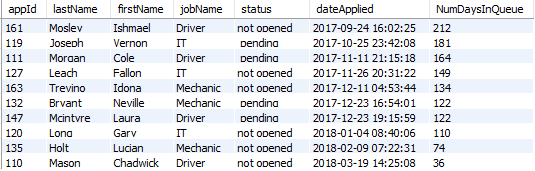 appId lastName firstName jobName status dateApplied NumDaysInQueue
161 Mosley Ishmael Driver not opened 2017-09-24 16:02:25 212
119 Joseph Vernon IT pending 2017-10-25 23:42:08 181
111 Morgan Cole Driver pending 2017-11-11 21:15:18 164
127 Leach Fallon IT not opened 2017-11-26 20:31:22 149
163 Trevino Idona Mechanic not opened 2017-12-11 04:53:44 134
132 Bryant Neville Mechanic pending 2017-12-23 16:54:01 122
147 Mcintyre Laura Driver pending 2017-12-23 19:15:59 122
120 Long Gary IT not opened 2018-01-04 08:40:06 110
135 Holt Lucian Mechanic not opened 2018-02-09 07:22:31 74
110 Mason Chadwick Driver not opened 2018-03-19 14:25:08 36